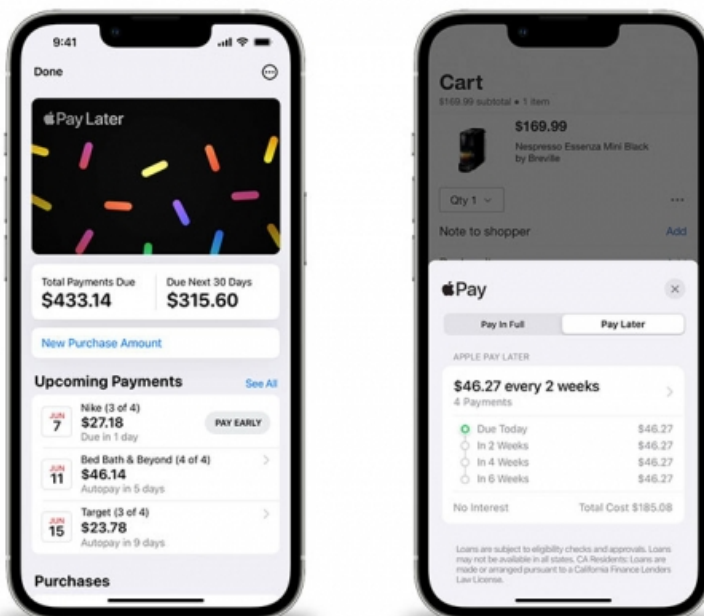 9:41
Done
Pay Later
Total Payments Due
$433.14
Due Next 30 Days
$315.60
New Purchase Amount
Upcoming Payments
See All
JUN
7
Nike (3 of 4)
$27.18
Due in 1 day
PAY EARLY
JUN
11
Bed Bath & Beyond (4 of 4)
$46.14
Autopay in 5 days
JUN
15
Target (3 of 4)
$23.78
Autopay in 9 days
Purchases
Cart
$169.99 subtotal • 1 item
$169.99
Nespresso Essenza Mini Black
by Breville
Qty 1
Note to shopper
Add
Pay
Pay In Full
Pay Later
APPLE PAY LATER
$46.27 every 2 weeks
4 Payments
Due Today
$46.27
In 2 Weeks
$46.27
In 4 Weeks
$46.27
In 6 Weeks
$46.27
No Interest
Total Cost $185.08
Loans are subject to eligibility checks and approvals. Loans
may not be available in all states. CA Residents: Loans are
made or arranged pursuant to a California Finance Lenders
Law License.